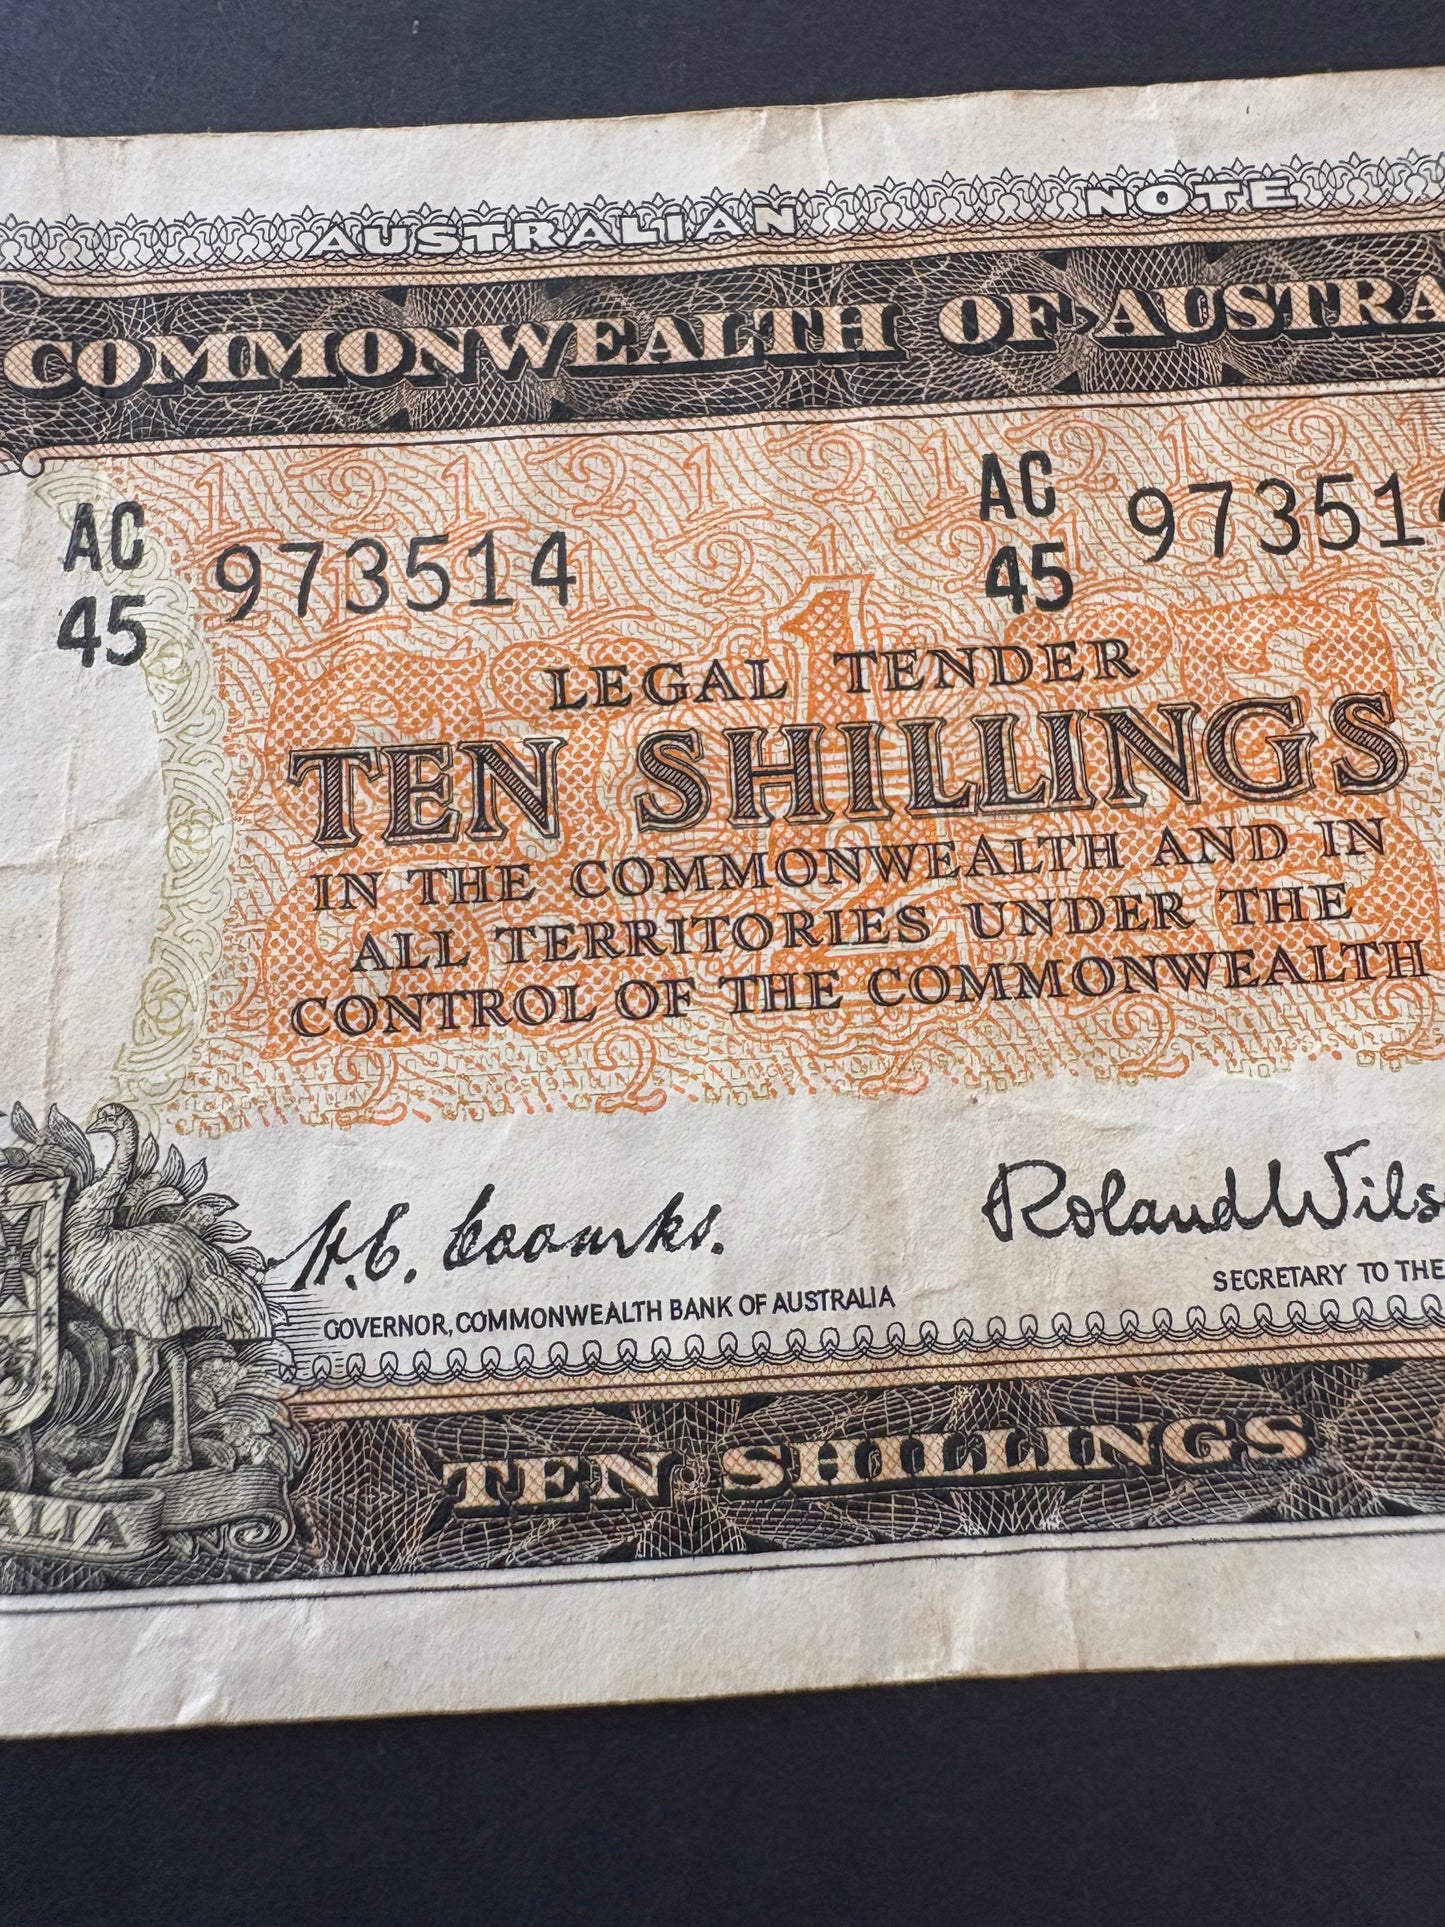 AUSTRALIAN NOTE
COMMONWEALTH OF AUSTRA
AC 45 973514
AC 45 97351
LEGAL TENDER
TEN SHILLINGS
IN THE COMMONWEALTH AND IN
ALL TERRITORIES UNDER THE
CONTROL OF THE COMMONWEALTH
H.C. Coombs.
Roland Wils
GOVERNOR, COMMONWEALTH BANK OF AUSTRALIA
SECRETARY TO THE
TEN SHILLINGS
ALIA